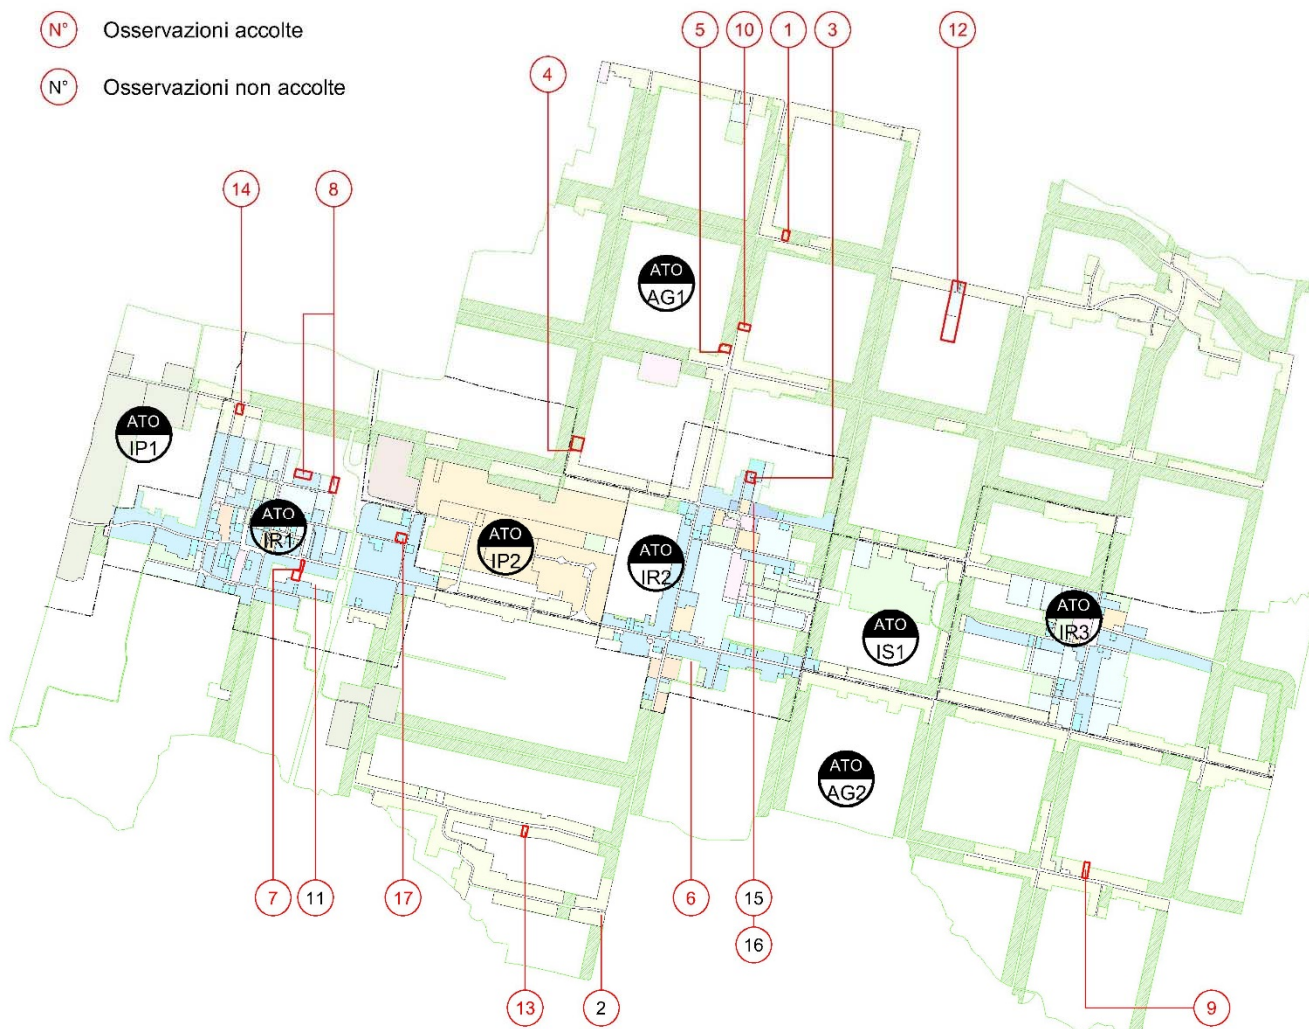 N° Osservazioni accolte
N° Osservazioni non accolte
5 10 1 3 12
4
14 8
ATO
AG1
ATO
IP1
ATO
IR1
ATO
IP2
ATO
IR2
ATO
IS1
ATO
IR3
ATO
AG2
7 11 17 6 15 
16
13 2 9